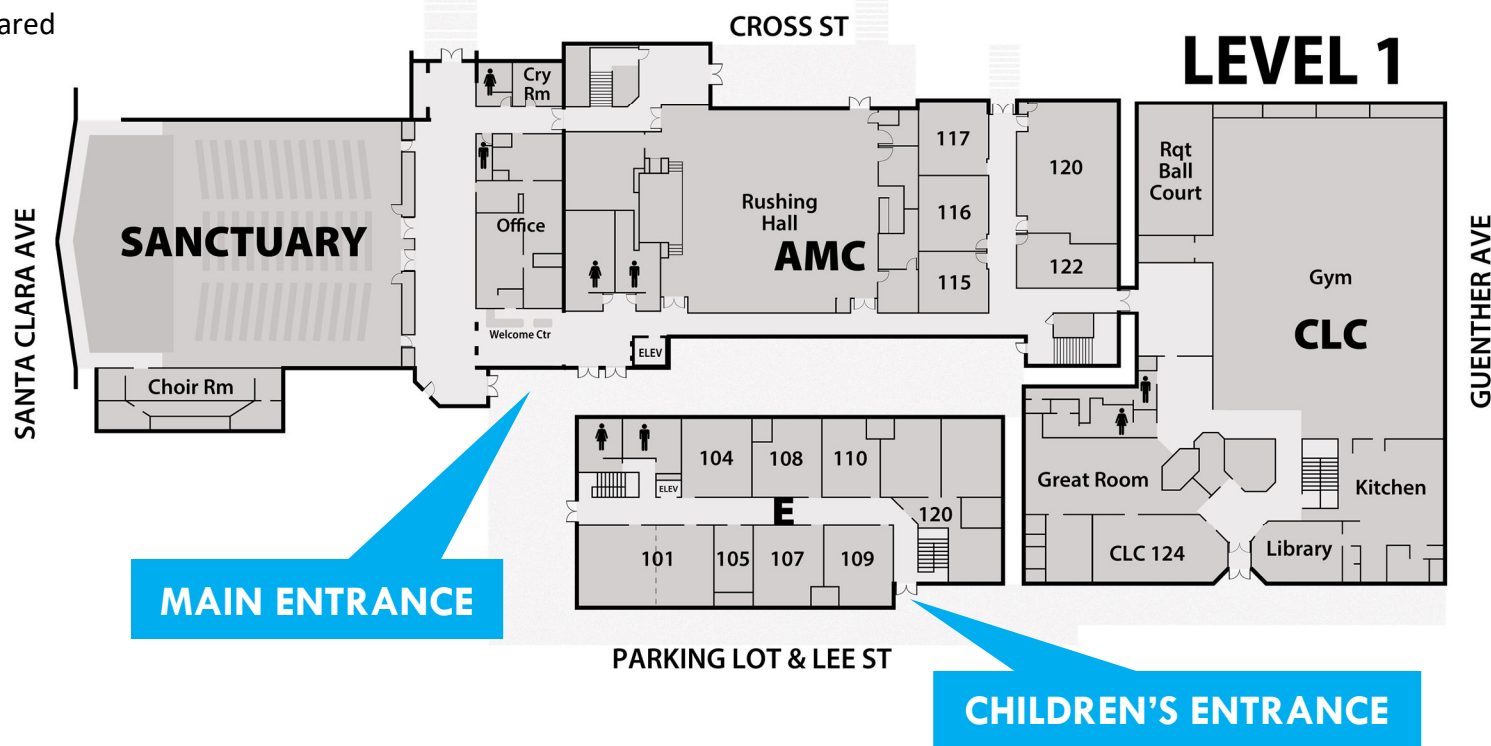 ared
CROSS ST
LEVEL 1
Cry
Rm
117
120
Rqt
Ball
Court
Rushing
Hall
116
Office
SANCTUARY
AMC
115
122
Gym
CLC
Welcome Ctr
ELEV
SANTA CLARA AVE
GUENTHER AVE
Choir Rm
104
108
110
ELEV
E
120
101
105
107
109
Great Room
Kitchen
CLC 124
Library
MAIN ENTRANCE
PARKING LOT & LEE ST
CHILDREN'S ENTRANCE